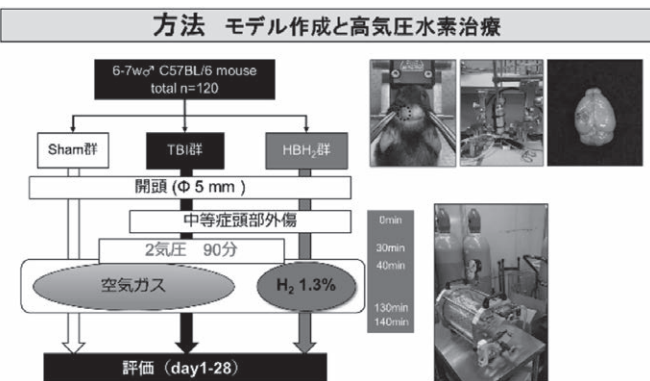 方法 モデル作成と高気圧水素治療
6-7w♂ C57BL/6 mouse
total n=120
Sham群
TBI群
HBH₂群
開頭 (Φ 5 mm )
中等症頭部外傷
2気圧 90分
空気ガス
H₂ 1.3%
0min
30min
40min
130min
140min
評価（day1-28）